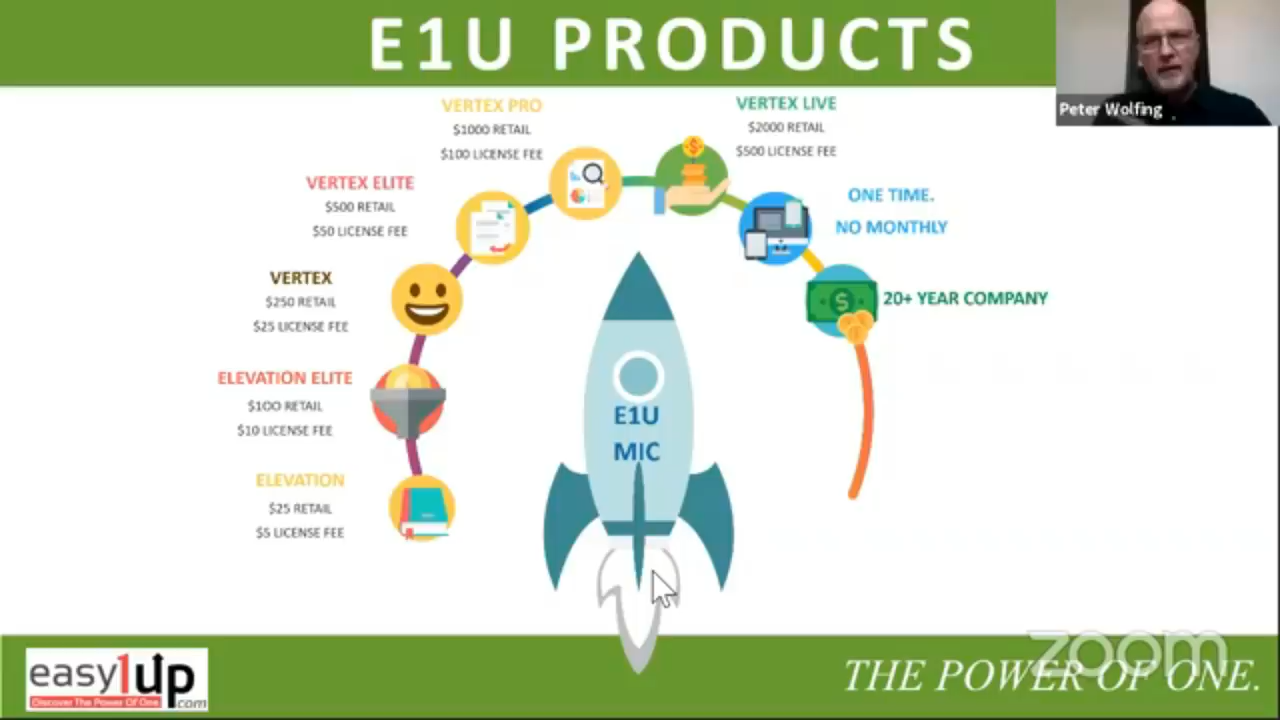 E1U PRODUCTS
Peter Wolfing
VERTEX PRO
$1000 RETAIL
$100 LICENSE FEE
VERTEX LIVE
$2000 RETAIL
$500 LICENSE FEE
VERTEX ELITE
$500 RETAIL
$50 LICENSE FEE
ONE TIME.
NO MONTHLY
VERTEX
$250 RETAIL
$25 LICENSE FEE
20+ YEAR COMPANY
ELEVATION ELITE
$100 RETAIL
$10 LICENSE FEE
E1U
MIC
ELEVATION
$25 RETAIL
$5 LICENSE FEE
easy1up
.com
Discover The Power Of One
zoom
THE POWER OF ONE.